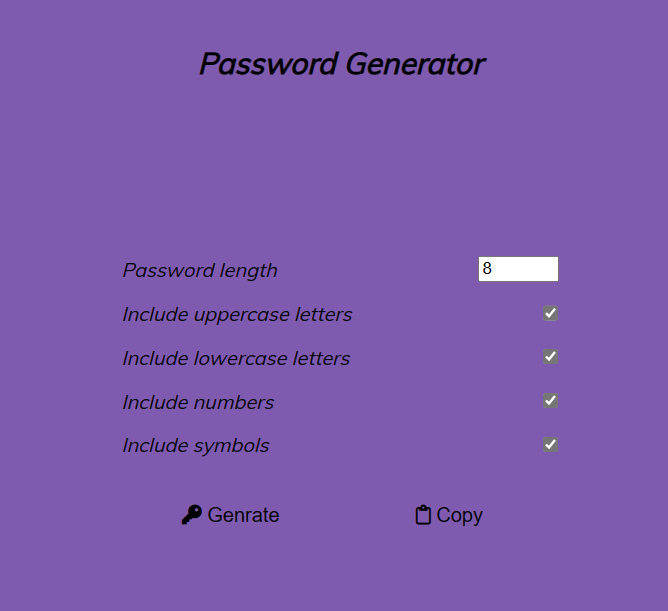 Password Generator
Password length 8
Include uppercase letters
Include lowercase letters
Include numbers
Include symbols
Genrate Copy